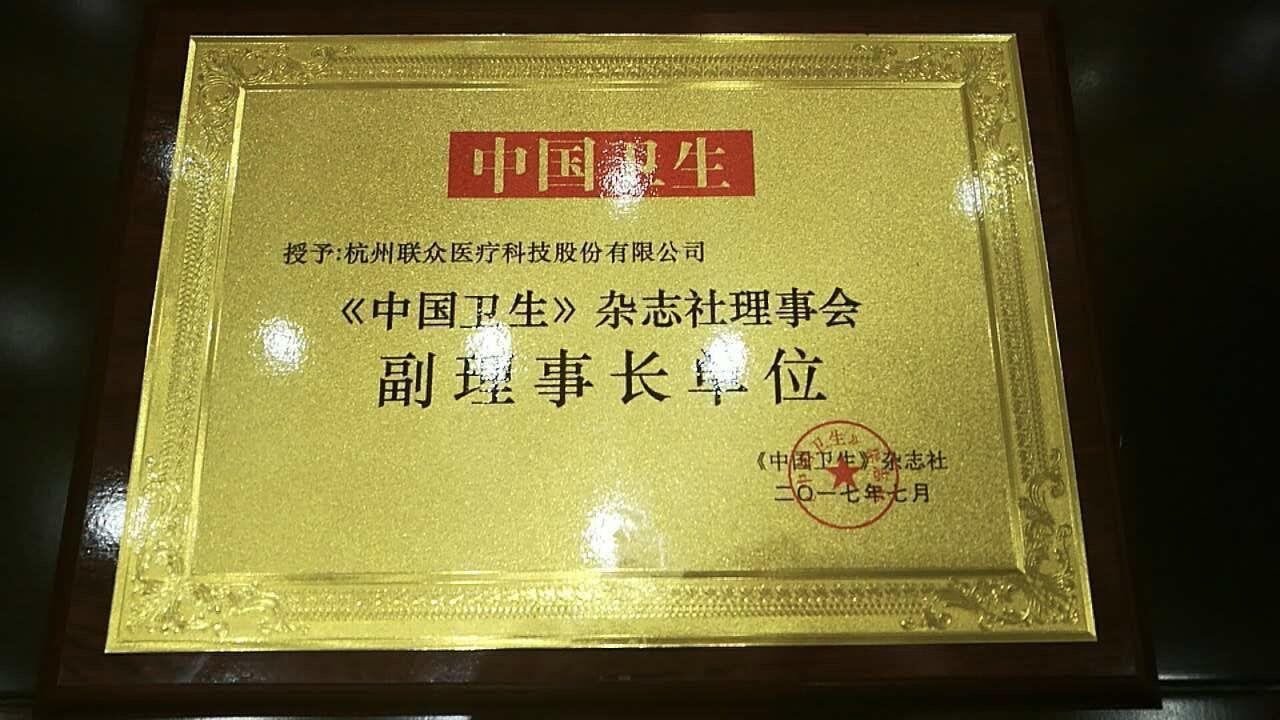 中国卫生
授予:杭州联众医疗科技股份有限公司
《中国卫生》杂志社理事会
副理事长单位
《中国卫生》杂志社
二〇一七年七月